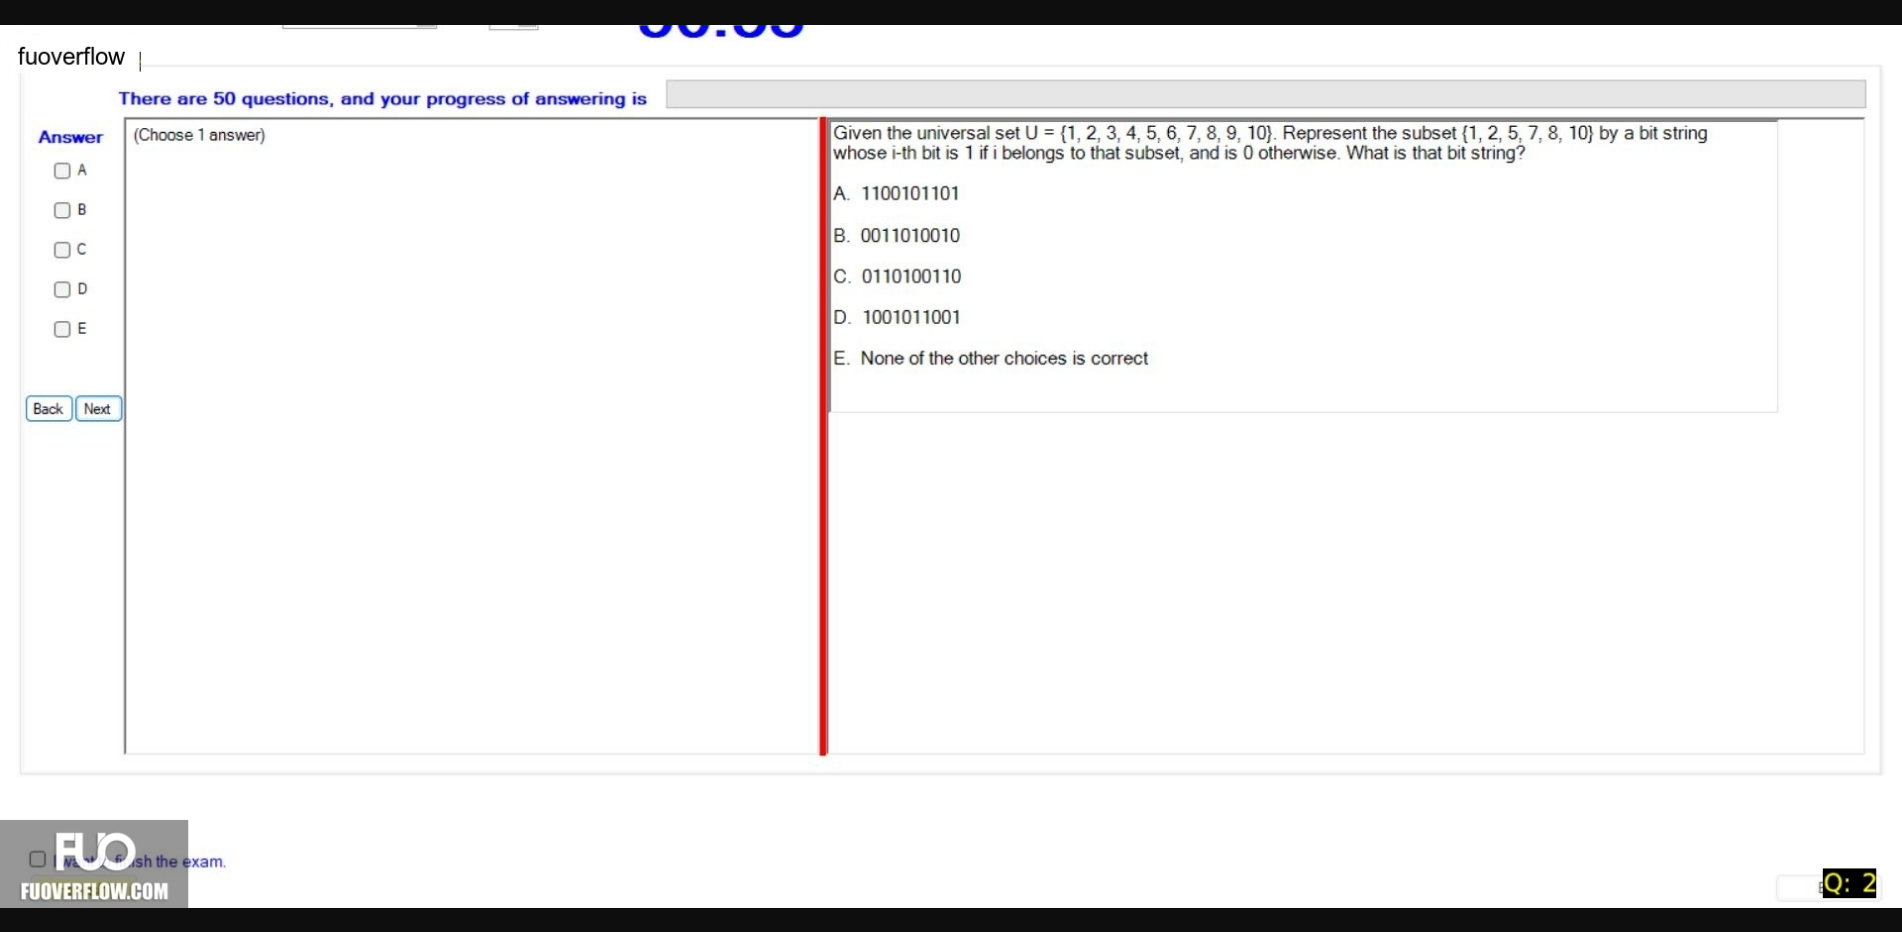 fuoverflow
There are 50 questions, and your progress of answering is
Answer
(Choose 1 answer)
A
B
C
D
E
Back Next
Given the universal set U = {1, 2, 3, 4, 5, 6, 7, 8, 9, 10}. Represent the subset {1, 2, 5, 7, 8, 10} by a bit string
whose i-th bit is 1 if i belongs to that subset, and is 0 otherwise. What is that bit string?
A. 1100101101
B. 0011010010
C. 0110100110
D. 1001011001
E. None of the other choices is correct
FUO
the exam.
FUOVERFLOW.COM
Q: 2